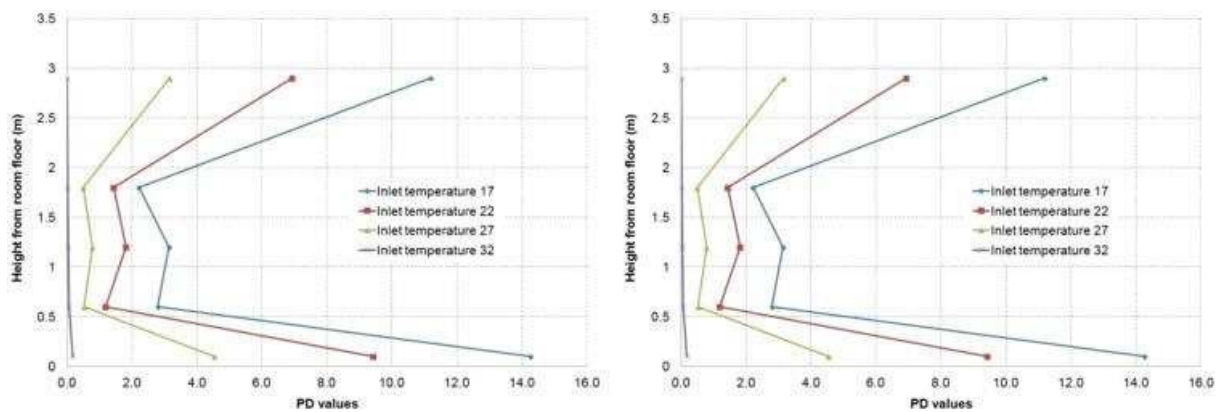 3.5
3
2.5
2
1.5
1
0.5
0
Height from room floor (m)
Inlet temperature 17
Inlet temperature 22
Inlet temperature 27
Inlet temperature 32
0.0 2.0 4.0 6.0 8.0 10.0 12.0 14.0 16.0
PD values
3.5
3
2.5
2
1.5
1
0.5
0
Height from room floor (m)
Inlet temperature 17
Inlet temperature 22
Inlet temperature 27
Inlet temperature 32
0.0 2.0 4.0 6.0 8.0 10.0 12.0 14.0 16.0
PD values